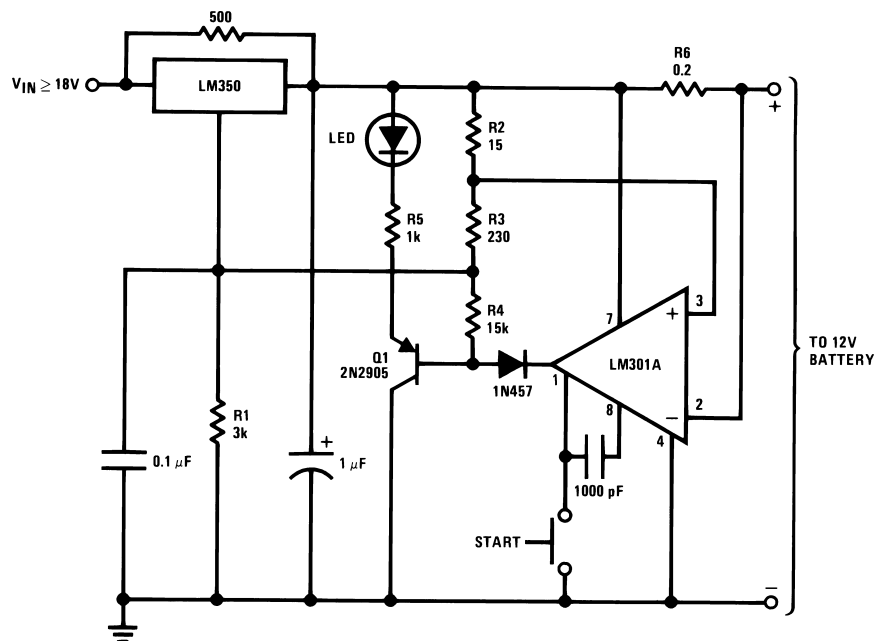 500
V_IN ≥ 18V
LM350
R6
0.2
+
LED
R2
15
R5
1k
R3
230
R4
15k
7
+
3
TO 12V
BATTERY
LM301A
Q1
2N2905
1N457
1
8
−
2
4
R1
3k
0.1 μF
+
1 μF
1000 pF
START
−